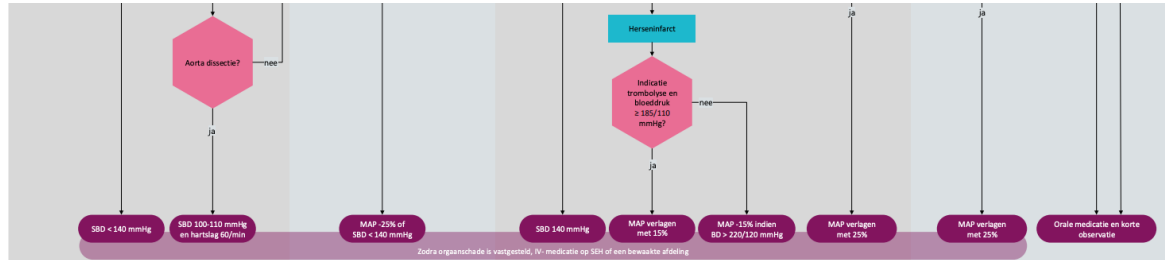 ja
ja
Herseninfarct
Aorta dissectie?
nee
Indicatie
trombolyse en
bloeddruk
≥ 185/110
mmHg?
nee
ja
ja
SBD < 140 mmHg
SBD 100-110 mmHg
en hartslag 60/min
MAP -25% of
SBD < 140 mmHg
SBD 140 mmHg
MAP verlagen
met 15%
MAP -15% indien
BD > 220/120 mmHg
MAP verlagen
met 25%
MAP verlagen
met 25%
Orale medicatie en korte
observatie
Zodra orgaanschade is vastgesteld, IV- medicatie op SEH of een bewaakte afdeling